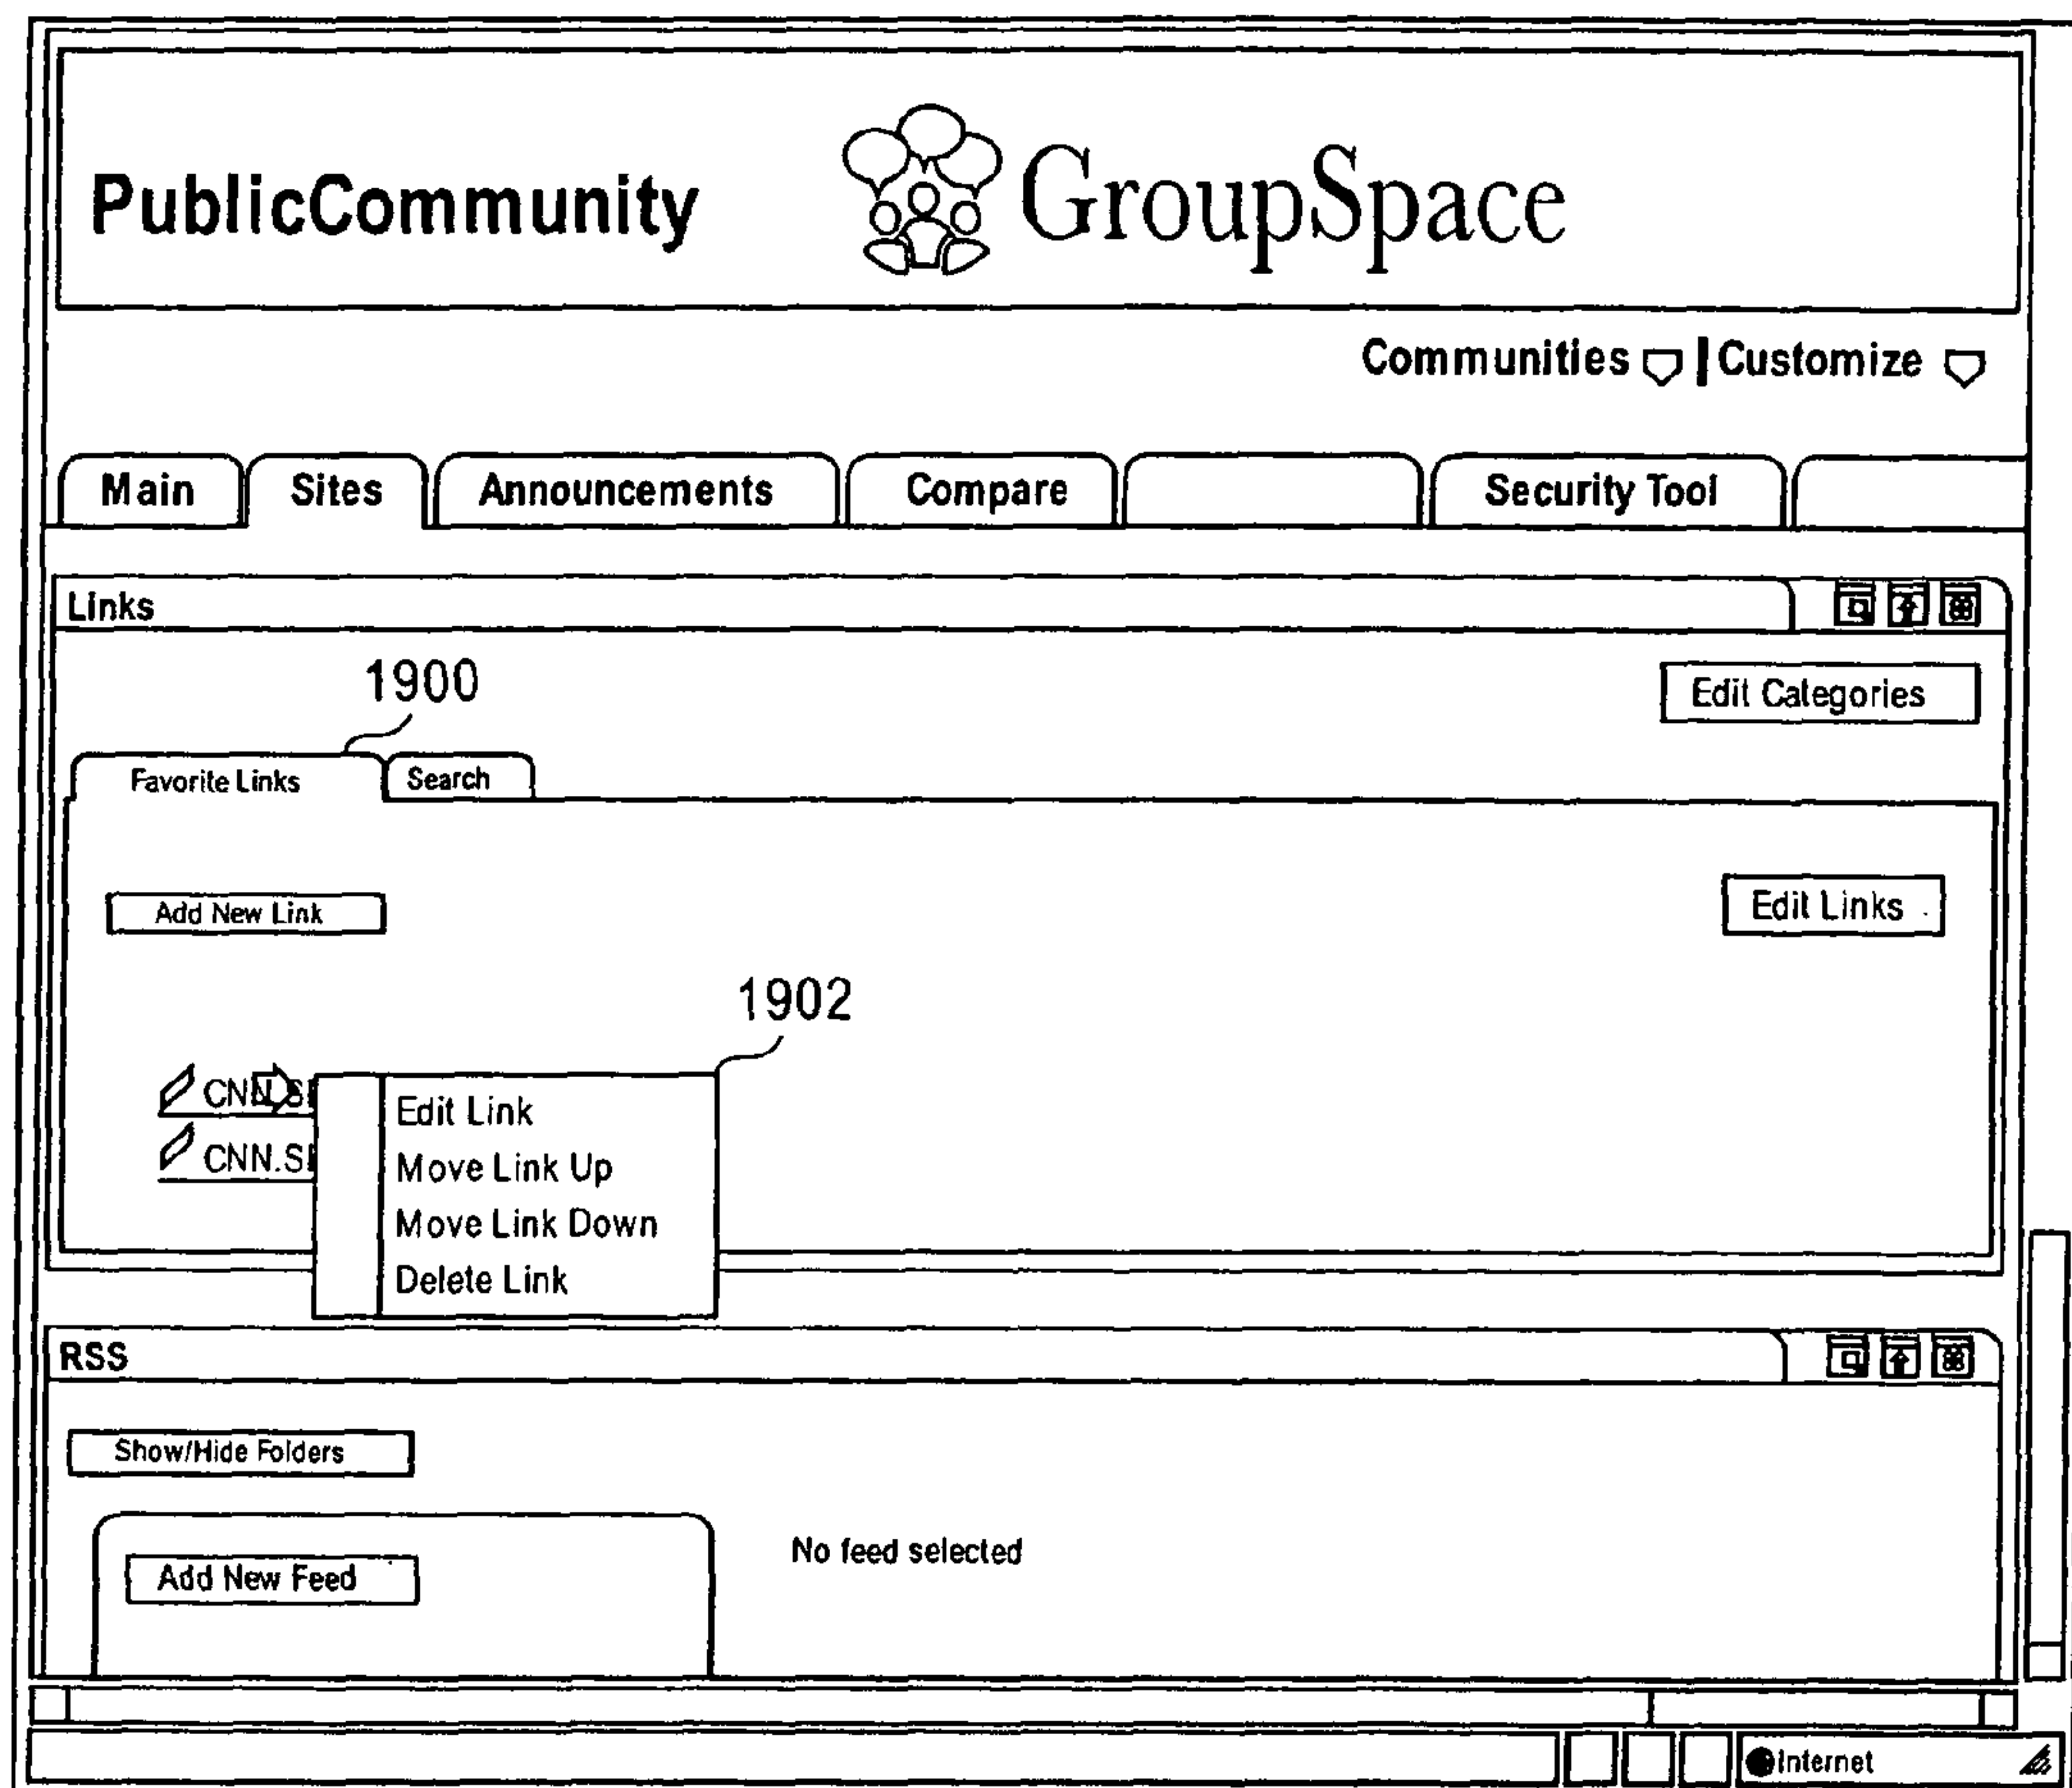 PublicCommunity GroupSpace
Communities | Customize
Main Sites Announcements Compare Security Tool
Links
1900
Edit Categories
Favorite Links Search
Add New Link Edit Links
1902
CNN.S
Edit Link
CNN.S
Move Link Up
Move Link Down
Delete Link
RSS
Show/Hide Folders
No feed selected
Add New Feed
Internet